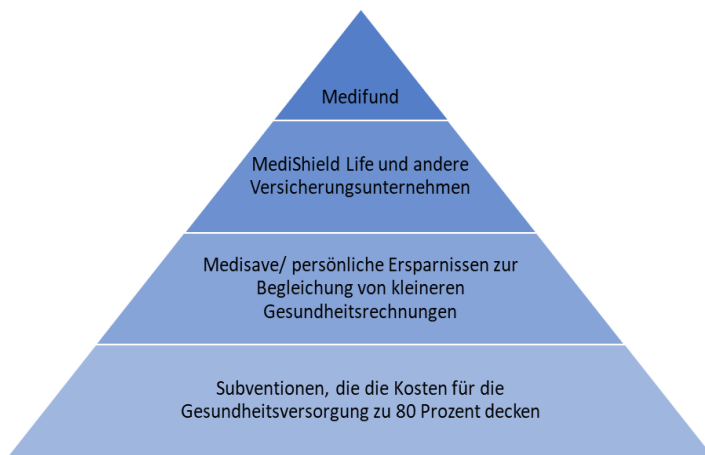 Medifund
MediShield Life und andere
Versicherungsunternehmen
Medisave/ persönliche Ersparnissen zur
Begleichung von kleineren
Gesundheitsrechnungen
Subventionen, die die Kosten für die
Gesundheitsversorgung zu 80 Prozent decken